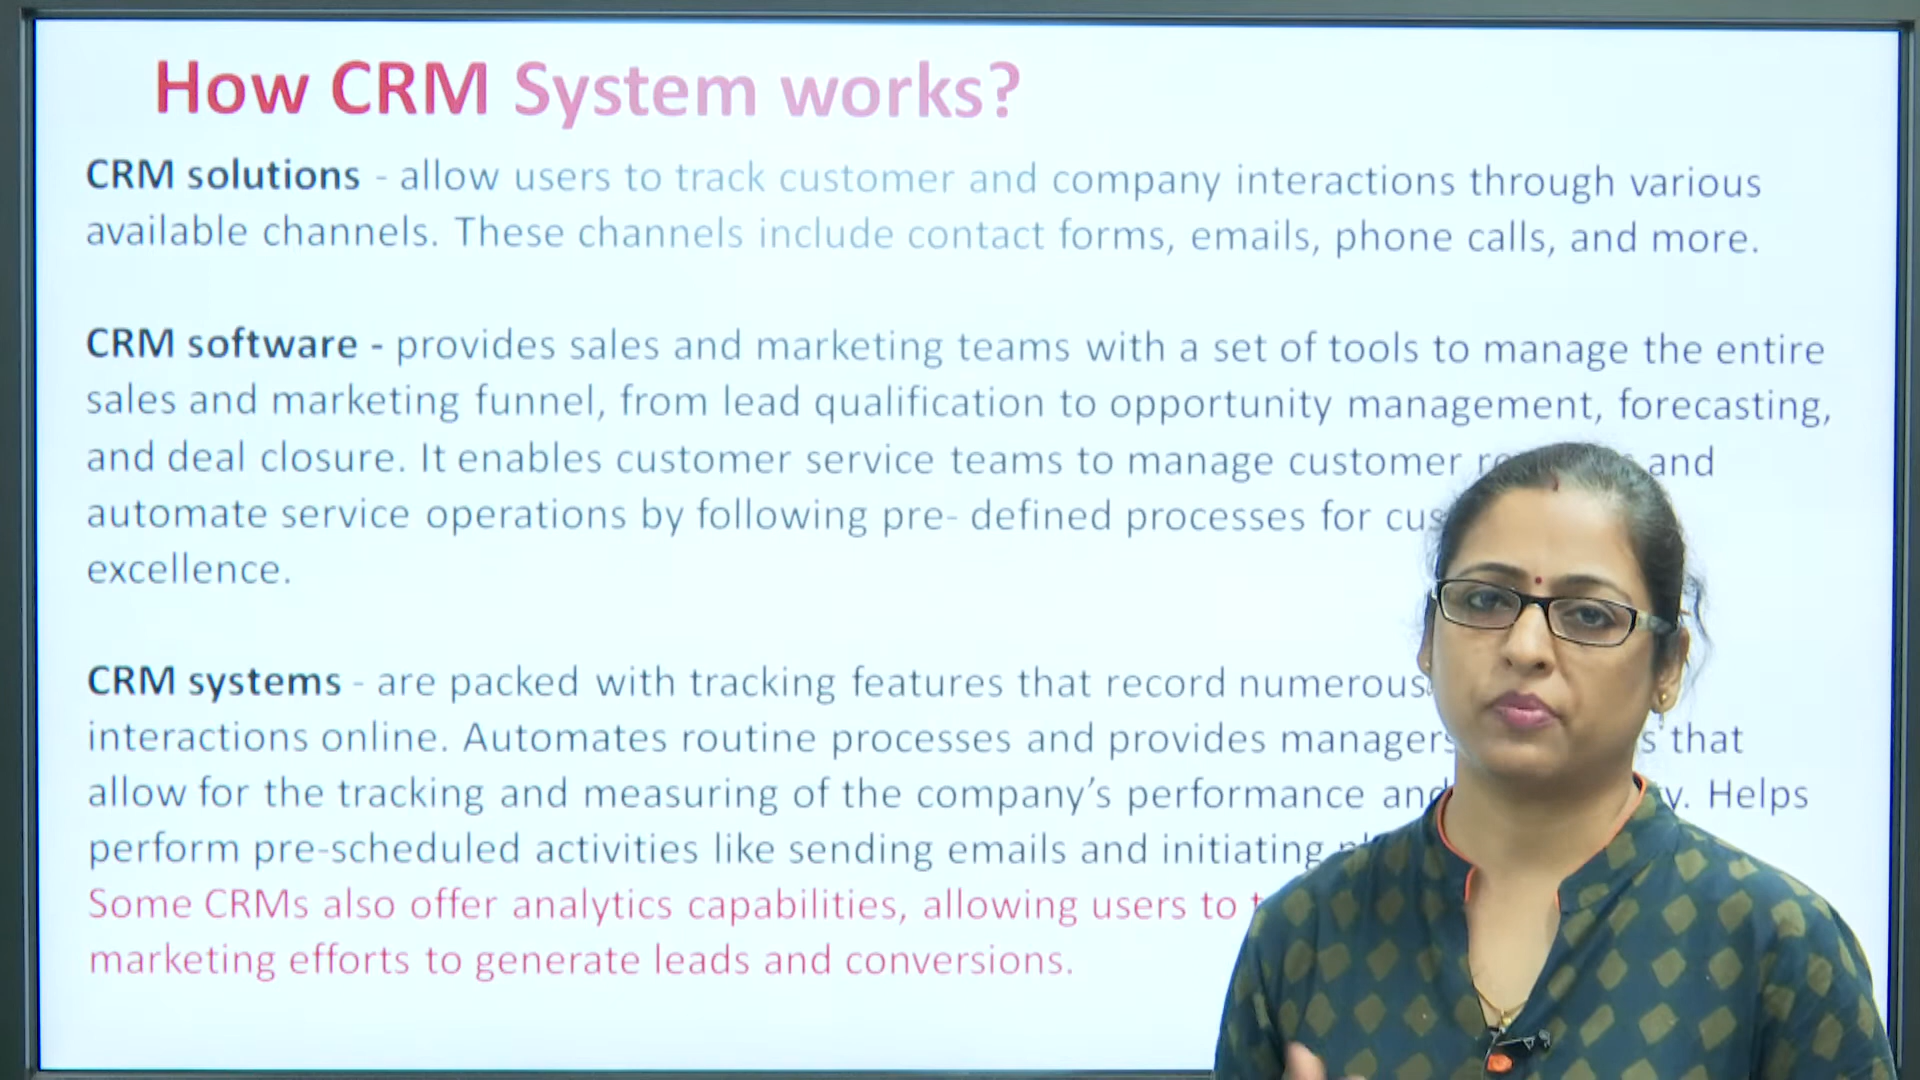 How CRM System works?
CRM solutions - allow users to track customer and company interactions through various
available channels. These channels include contact forms, emails, phone calls, and more.
CRM software - provides sales and marketing teams with a set of tools to manage the entire
sales and marketing funnel, from lead qualification to opportunity management, forecasting,
and deal closure. It enables customer service teams to manage customer and
automate service operations by following pre- defined processes for
excellence.
CRM systems - are packed with tracking features that record numerous
interactions online. Automates routine processes and provides that
allow for the tracking and measuring of the company's performance and Helps
perform pre-scheduled activities like sending emails and initiating
Some CRMs also offer analytics capabilities, allowing users to
marketing efforts to generate leads and conversions.